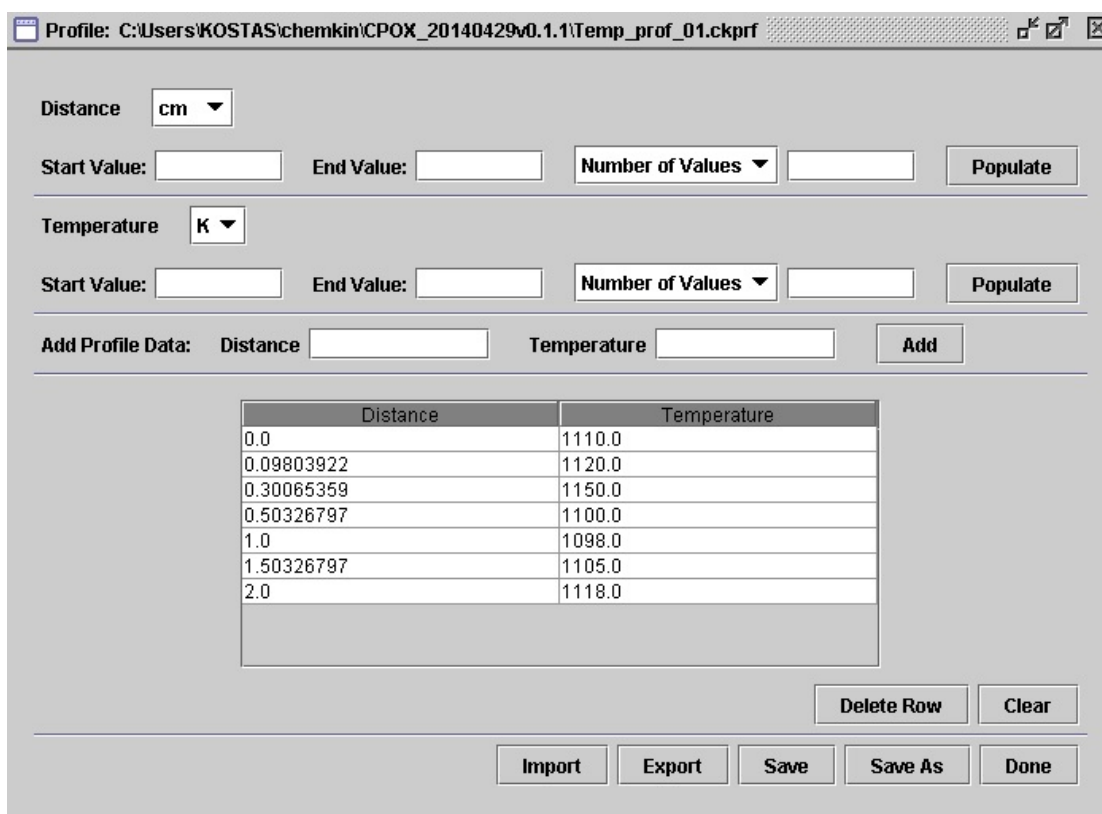 Profile: C:\Users\KOSTAS\chemkin\CPOX_20140429v0.1.1\Temp_prof_01.ckprf
Distance cm
Start Value: End Value: Number of Values Populate
Temperature K
Start Value: End Value: Number of Values Populate
Add Profile Data: Distance Temperature Add
Distance Temperature
0.0 1110.0
0.09803922 1120.0
0.30065359 1150.0
0.50326797 1100.0
1.0 1098.0
1.50326797 1105.0
2.0 1118.0
Delete Row Clear
Import Export Save Save As Done